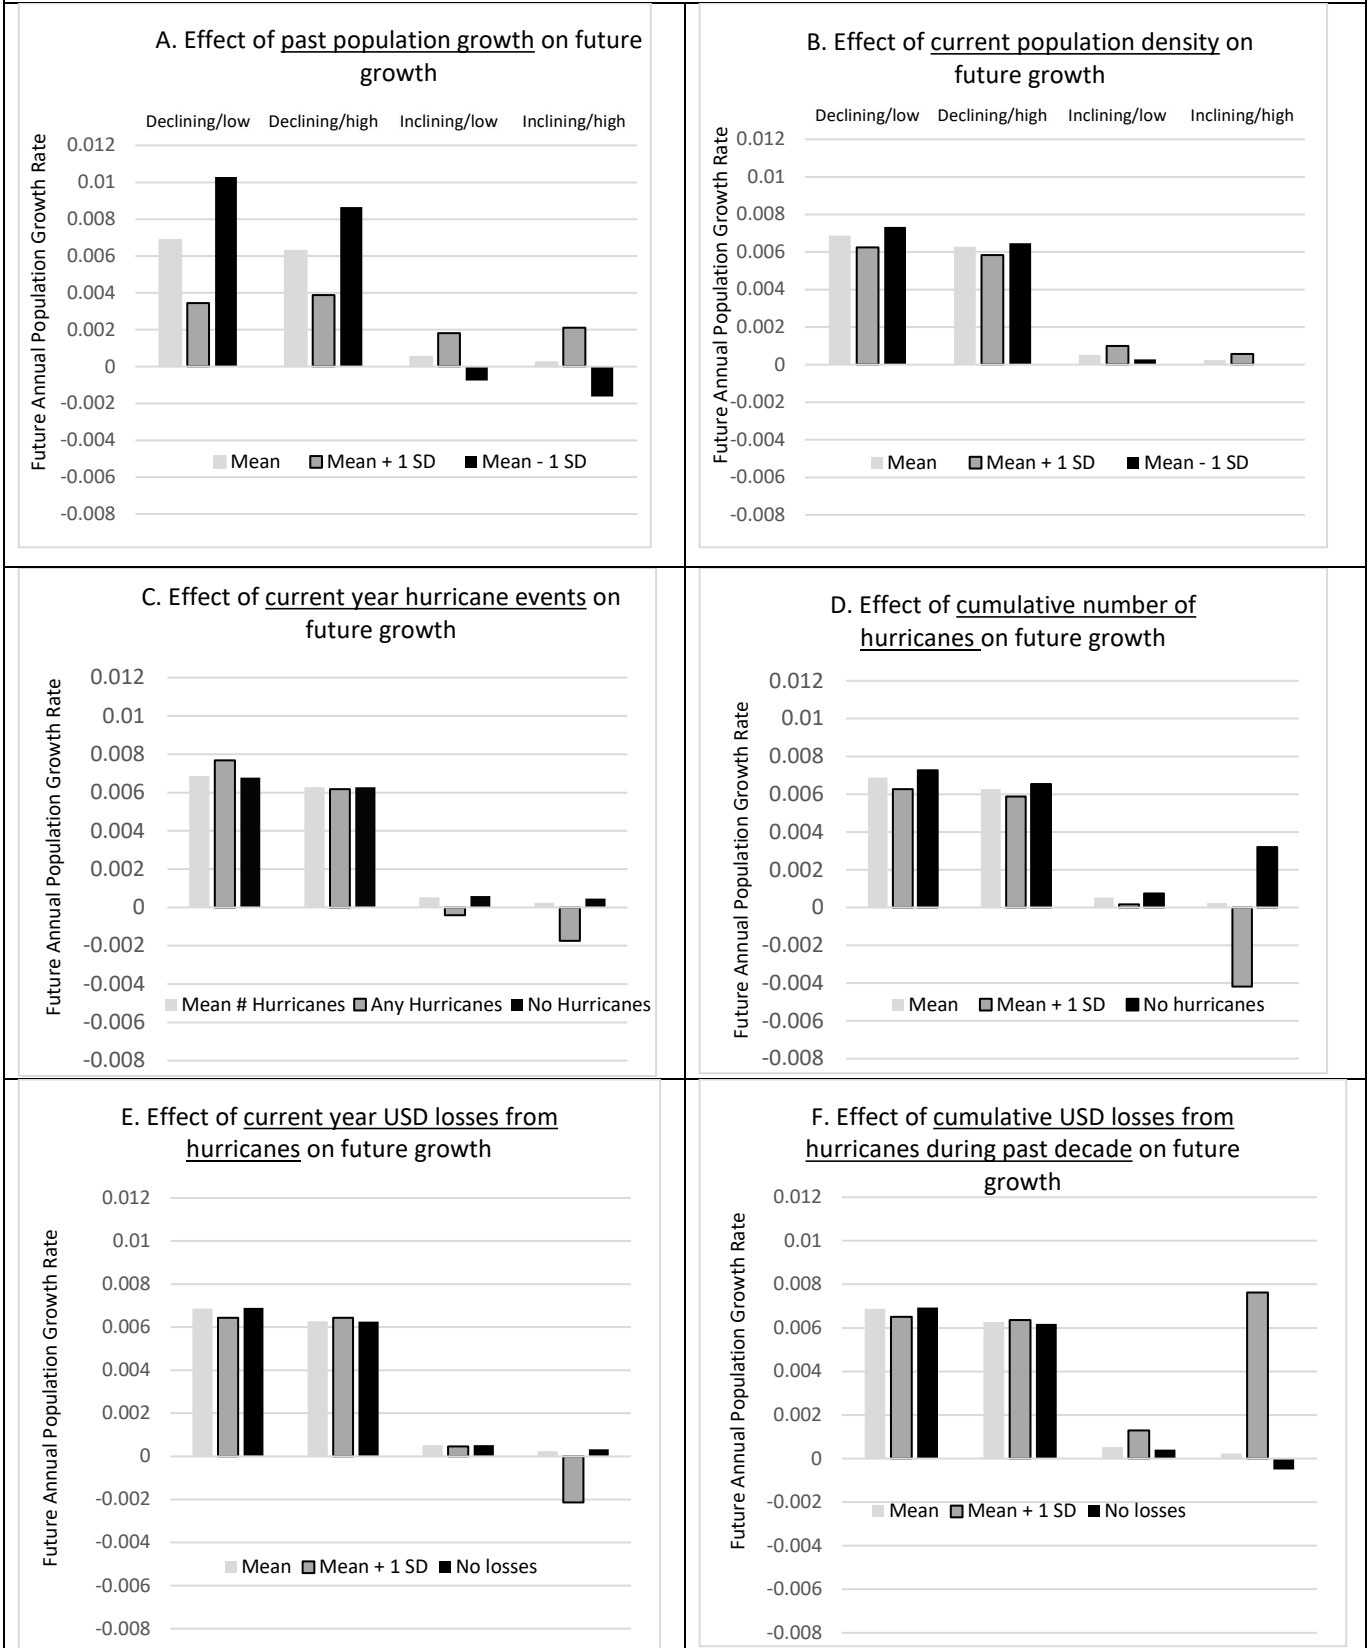 A. Effect of past population growth on future
growth
Declining/low Declining/high Inclining/low Inclining/high
Future Annual Population Growth Rate
0.012
0.01
0.008
0.006
0.004
0.002
0
-0.002
-0.004
-0.006
-0.008
Mean Mean + 1 SD Mean - 1 SD
B. Effect of current population density on
future growth
Declining/low Declining/high Inclining/low Inclining/high
Future Annual Population Growth Rate
0.012
0.01
0.008
0.006
0.004
0.002
0
-0.002
-0.004
-0.006
-0.008
Mean Mean + 1 SD Mean - 1 SD
C. Effect of current year hurricane events on
future growth
Future Annual Population Growth Rate
0.012
0.01
0.008
0.006
0.004
0.002
0
-0.002
-0.004
-0.006
-0.008
Mean # Hurricanes Any Hurricanes No Hurricanes
D. Effect of cumulative number of
hurricanes on future growth
Future Annual Population Growth Rate
0.012
0.01
0.008
0.006
0.004
0.002
0
-0.002
-0.004
-0.006
-0.008
Mean Mean + 1 SD No hurricanes
E. Effect of current year USD losses from
hurricanes on future growth
Future Annual Population Growth Rate
0.012
0.01
0.008
0.006
0.004
0.002
0
-0.002
-0.004
-0.006
-0.008
Mean Mean + 1 SD No losses
F. Effect of cumulative USD losses from
hurricanes during past decade on future
growth
Future Annual Population Growth Rate
0.012
0.01
0.008
0.006
0.004
0.002
0
-0.002
-0.004
-0.006
-0.008
Mean Mean + 1 SD No losses